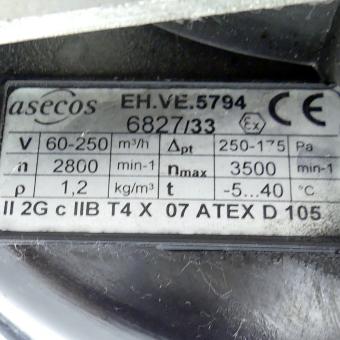 asecos EH.VE.5794 CE
6827/33 Ex
V 60-250 m³/h Δpt 250-175 Pa
n 2800 min-1 nmax 3500 min-1
ρ 1,2 kg/m³ t -5...40 °C
II 2G c IIB T4 X 07 ATEX D 105